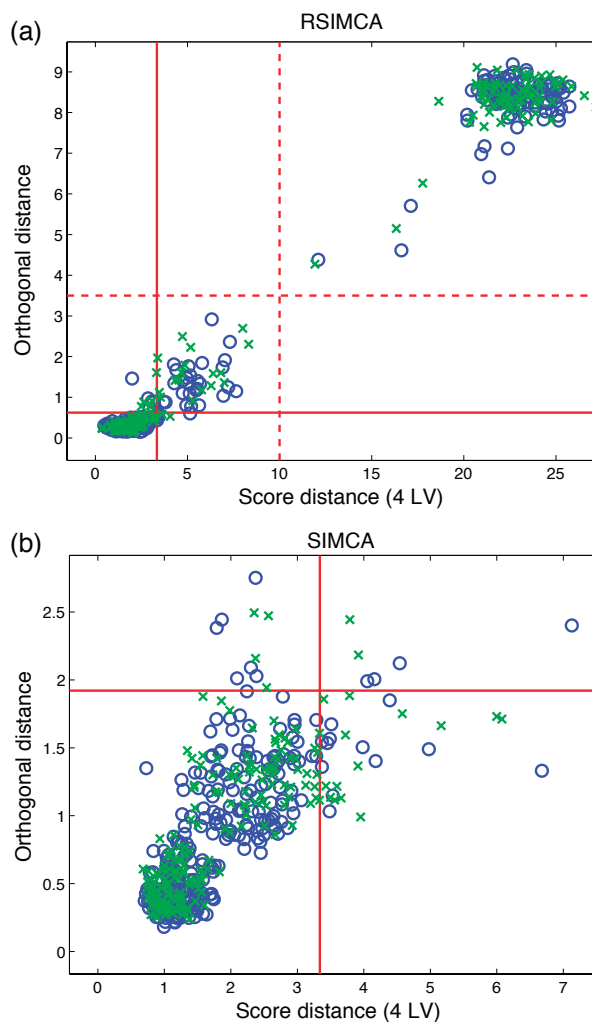 (a)
RSIMCA
9
8
7
6
5
4
3
2
1
0
Orthogonal distance
0 5 10 15 20 25
Score distance (4 LV)
(b)
SIMCA
2.5
2
1.5
1
0.5
0
Orthogonal distance
0 1 2 3 4 5 6 7
Score distance (4 LV)